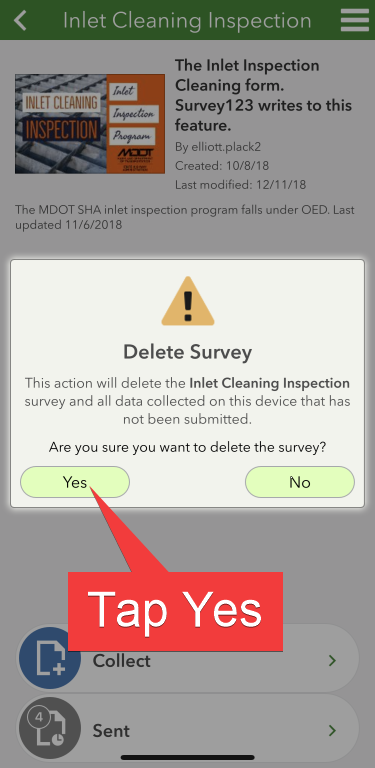 Inlet Cleaning Inspection
INLET CLEANING
INSPECTION
Inlet
Inspection
Program
MDOT
The Inlet Inspection
Cleaning form.
Survey123 writes to this
feature.
By elliott.plack2
Created: 10/8/18
Last modified: 12/11/18
The MDOT SHA inlet inspection program falls under OED. Last
updated 11/6/2018
Delete Survey
This action will delete the Inlet Cleaning Inspection
survey and all data collected on this device that has
not been submitted.
Are you sure you want to delete the survey?
Yes
No
Tap Yes
Collect
4
Sent